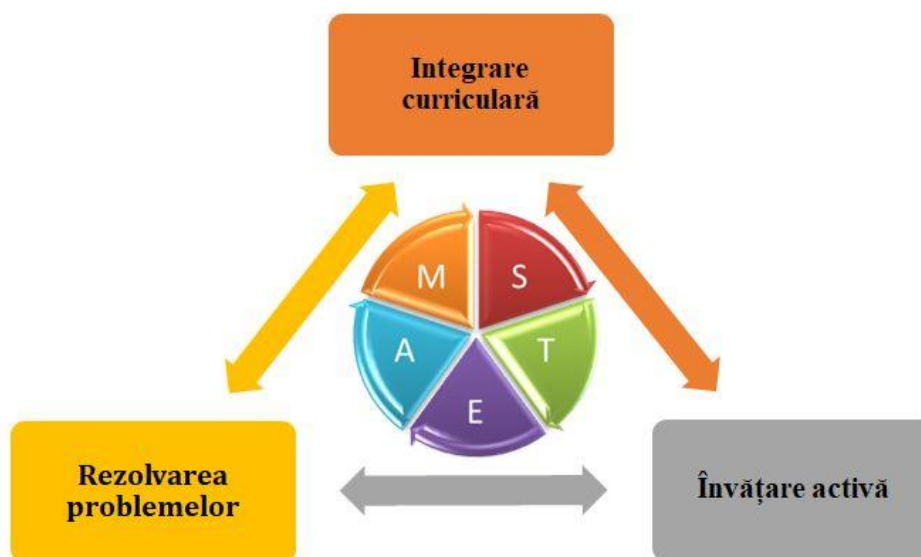 Integrare
curriculară
M
S
A
T
E
Rezolvarea
problemelor
Învățare activă